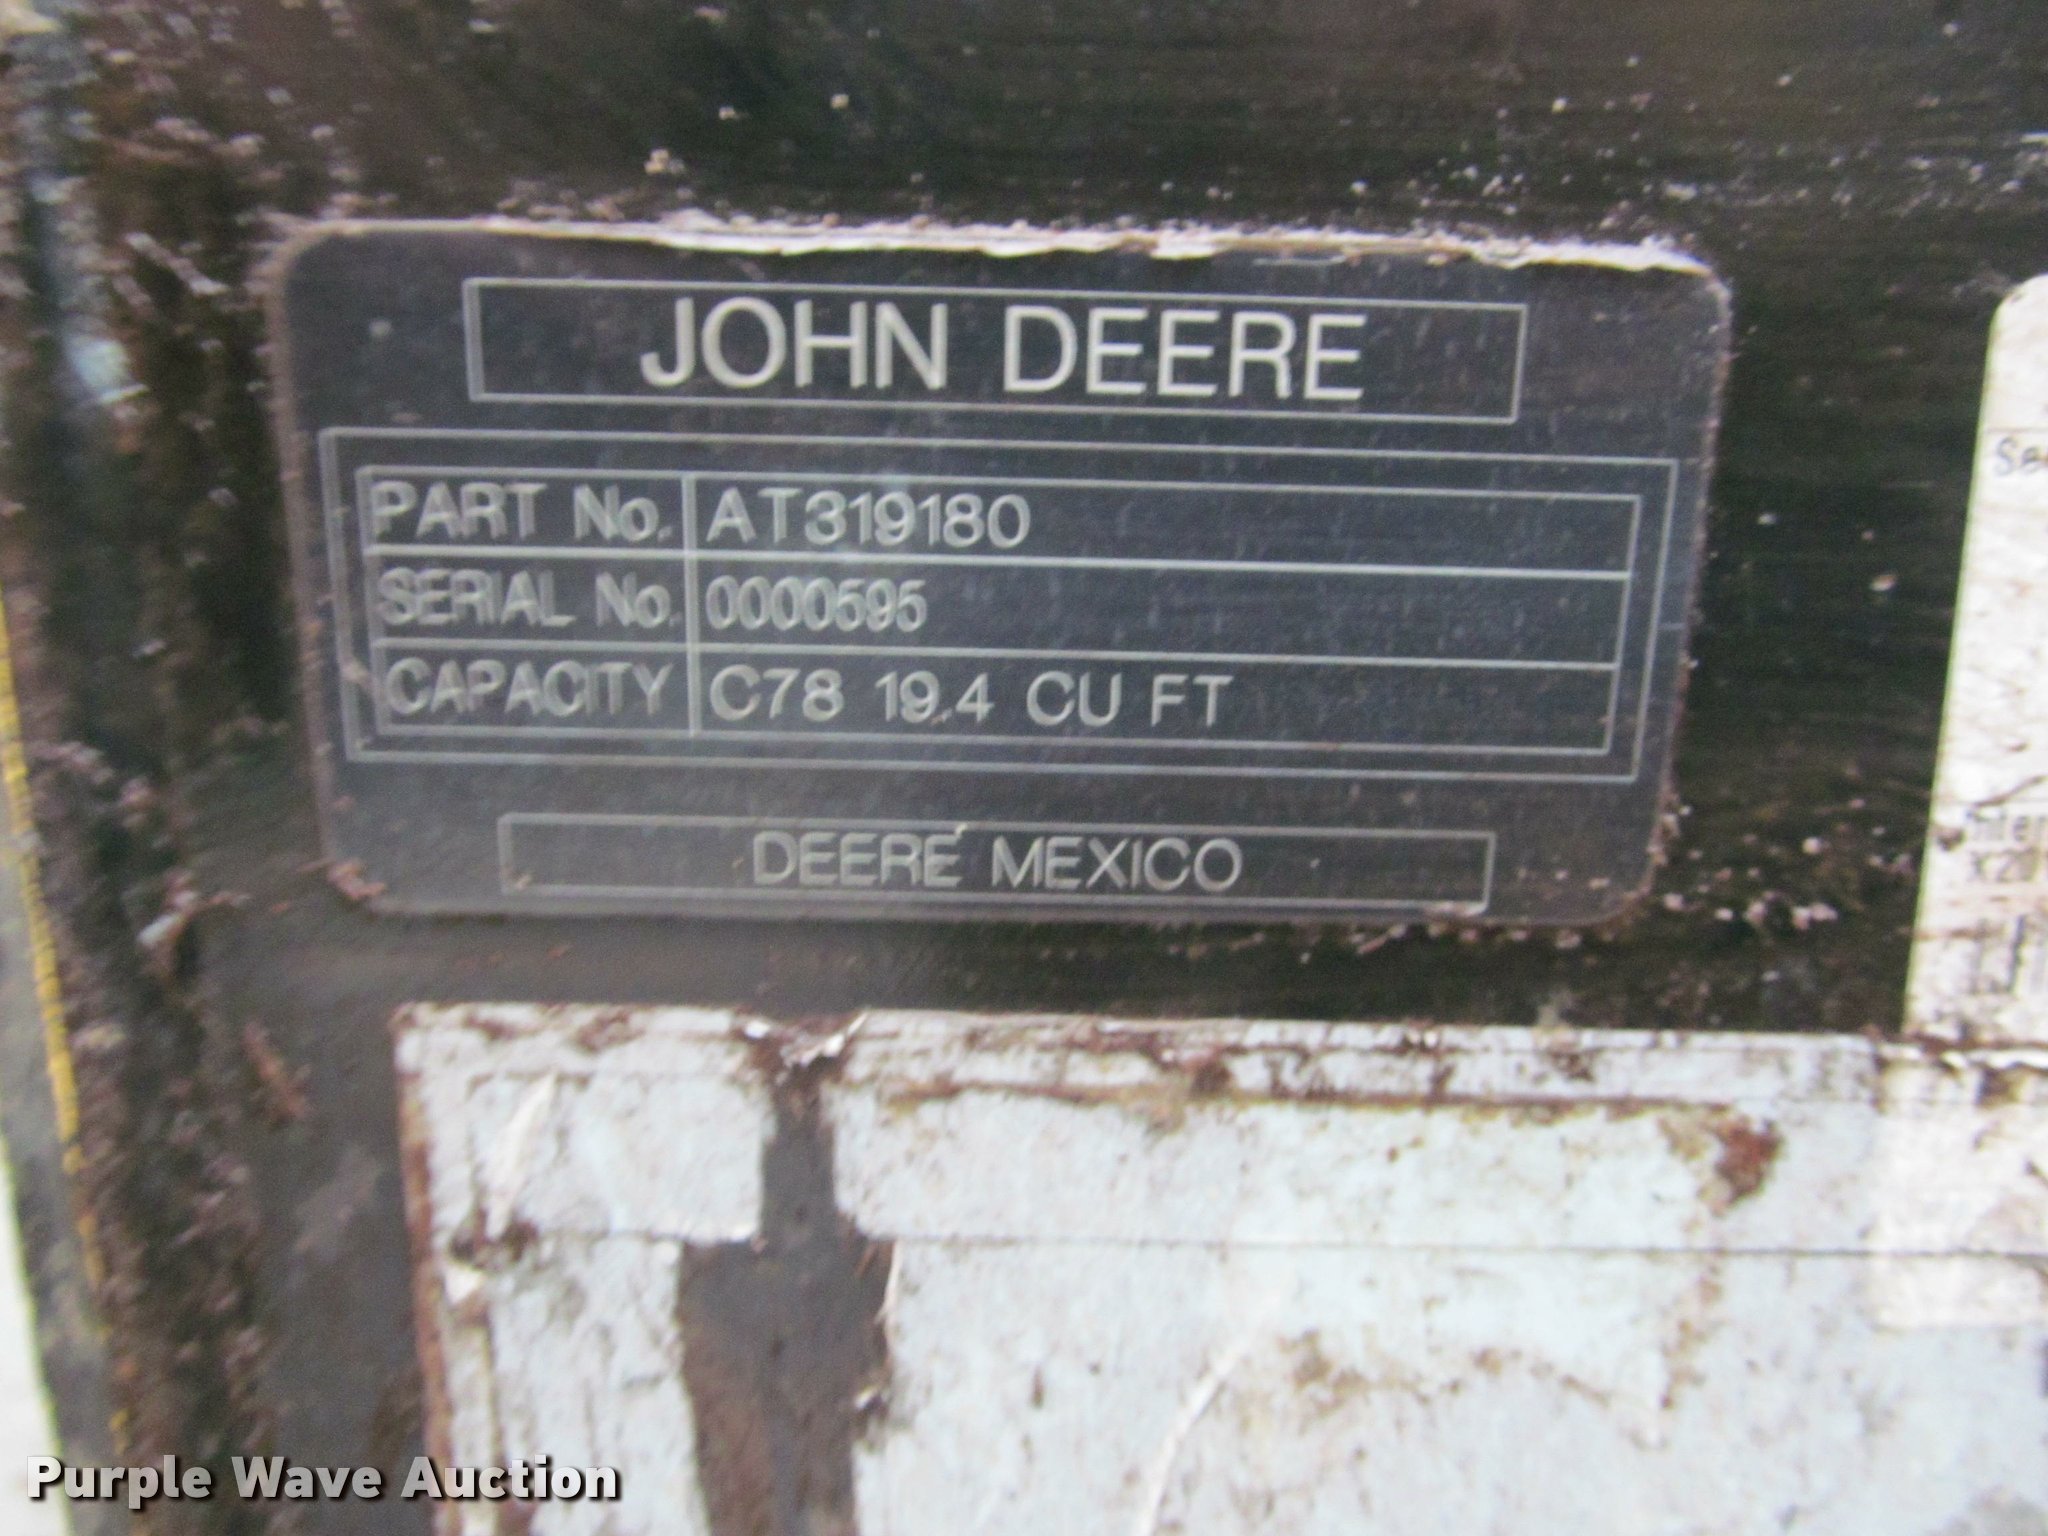 JOHN DEERE
PART No. AT319180
SERIAL No. 0000595
CAPACITY C78 19.4 CU FT
DEERE MEXICO
Purple Wave Auction